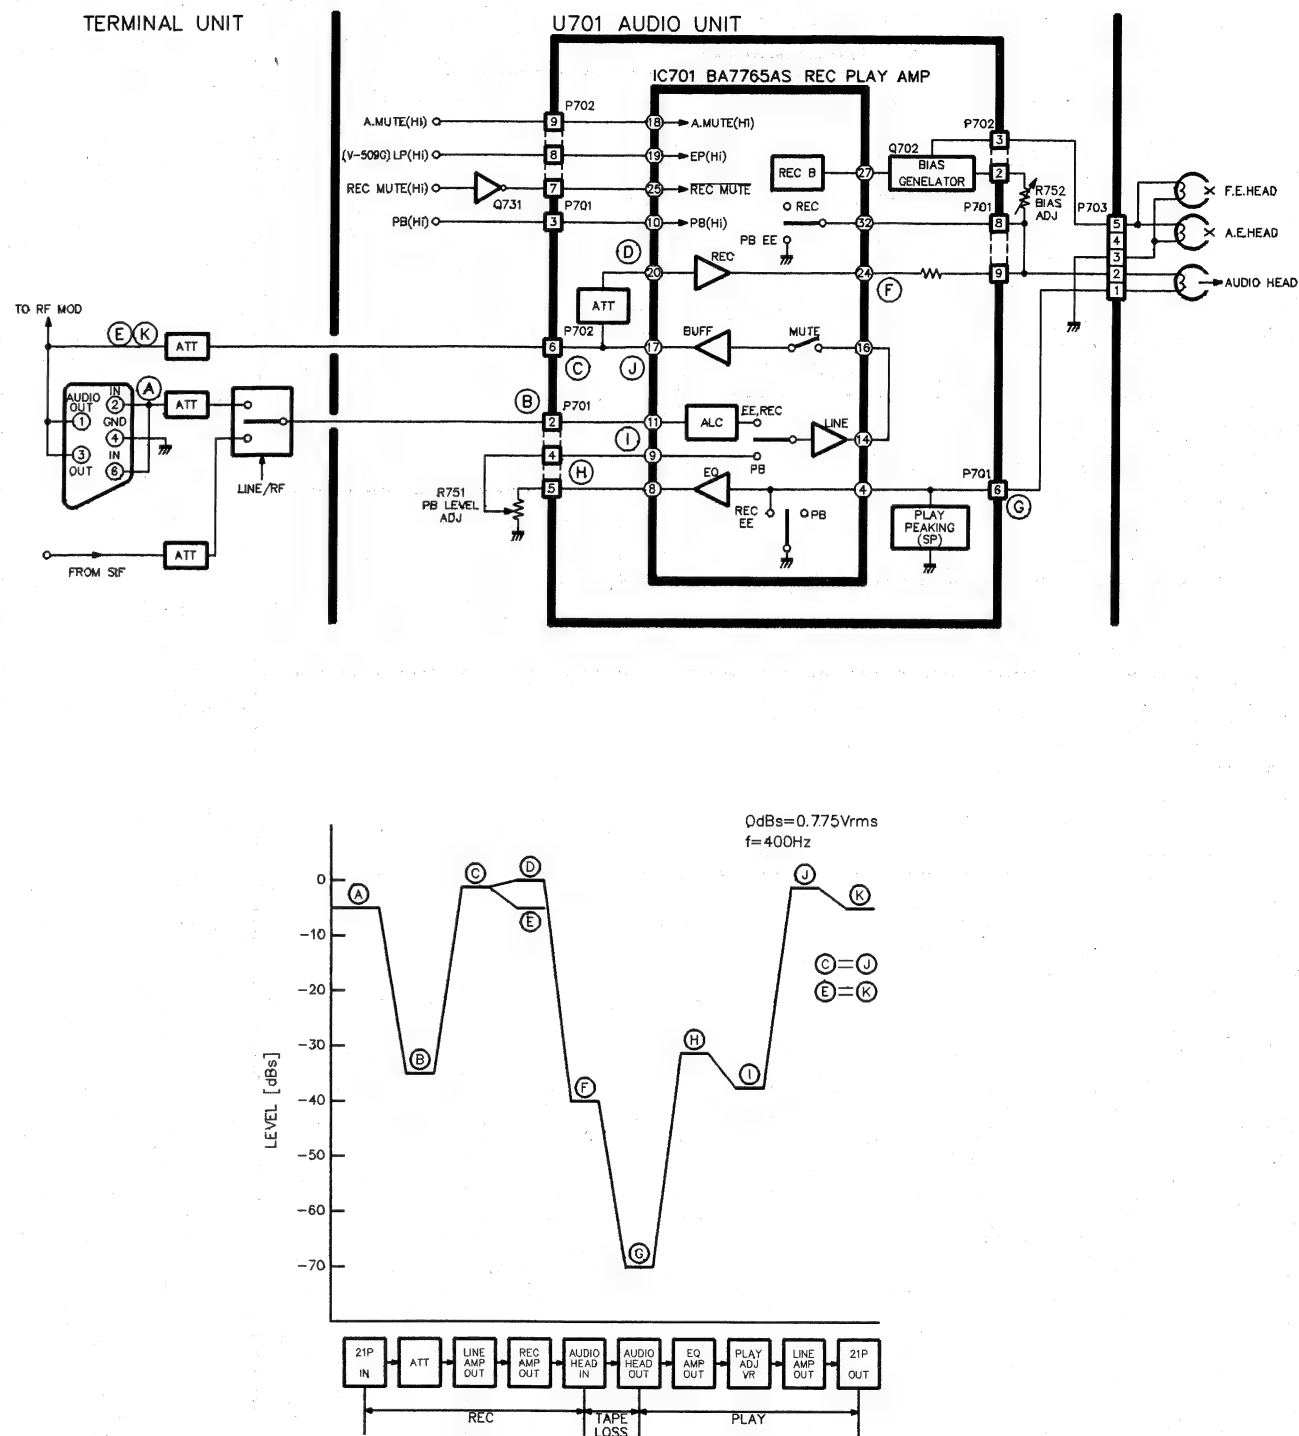 TERMINAL UNIT
U701 AUDIO UNIT
IC701 BA7765AS REC PLAY AMP
P702
A.MUTE(Hi)
9
18
A.MUTE(Hi)
(V-509G) LP(Hi)
8
19
EP(Hi)
REC MUTE(Hi)
Q731
7
25
REC MUTE
P701
PB(Hi)
3
10
PB(Hi)
REC B
27
Q702
BIAS
GENELATOR
P702
3
2
R752
BIAS
ADJ
REC
32
P701
8
PB EE
P703
5
4
3
2
1
F.E.HEAD
A.E.HEAD
AUDIO HEAD
D
20
REC
24
F
9
ATT
TO RF MOD
E K
ATT
P702
6
C
J
17
BUFF
MUTE
16
AUDIO
OUT
IN
2
1
GND
4
3
IN
OUT
6
A
ATT
LINE/RF
B
P701
2
11
ALC
EE,REC
LINE
14
I
4
9
PB
H
5
8
EQ
4
P701
6
G
R751
PB LEVEL
ADJ
REC
EE
PB
PLAY
PEAKING
(SP)
FROM SIF
ATT
0dBs=0.775Vrms
f=400Hz
LEVEL [dBs]
0
-10
-20
-30
-40
-50
-60
-70
A
B
C
D
E
F
G
H
I
J
K
C=J
E=K
21P
IN
ATT
LINE
AMP
OUT
REC
AMP
OUT
AUDIO
HEAD
IN
AUDIO
HEAD
OUT
EQ
AMP
OUT
PLAY
ADJ
VR
LINE
AMP
OUT
21P
OUT
REC
TAPE
LOSS
PLAY